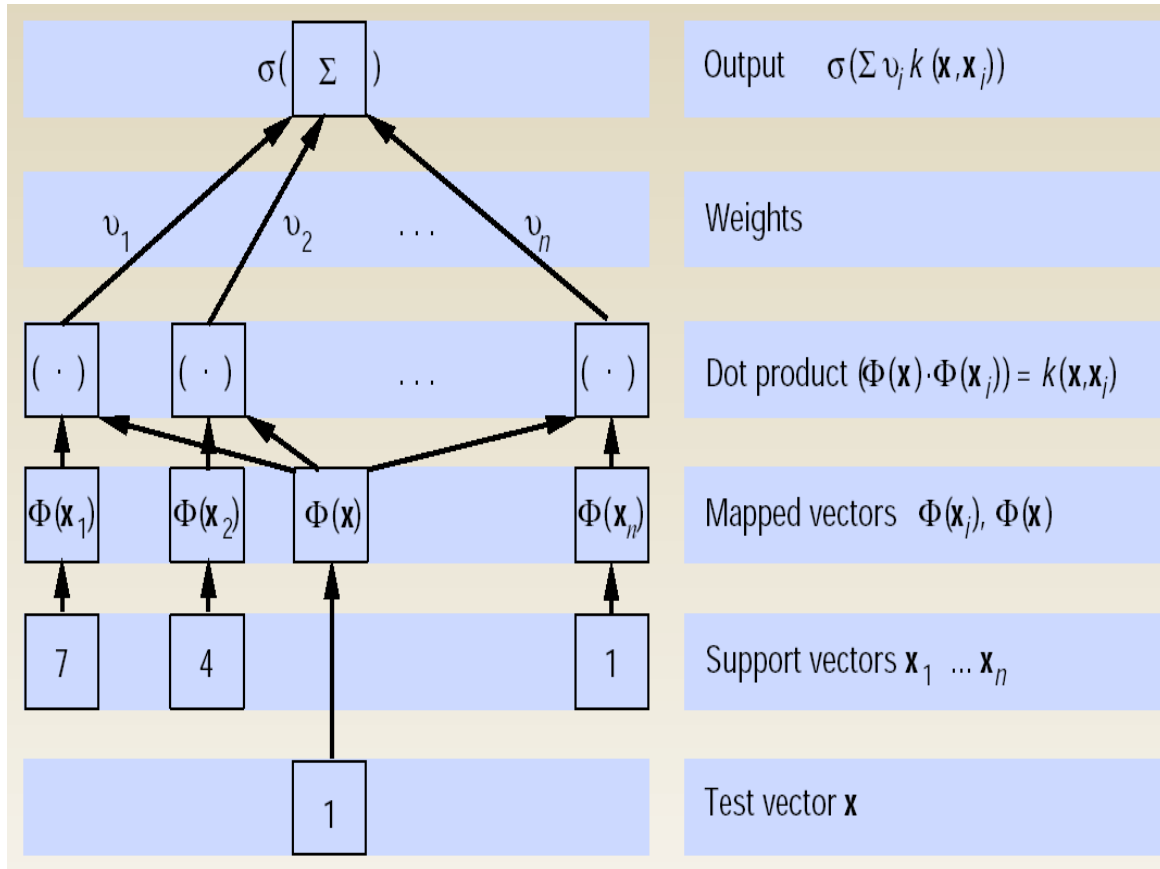 σ( Σ ) Output σ(Σ υᵢ k (x,xᵢ))
υ₁ υ₂ . . . υₙ Weights
( · ) ( · ) ... ( · ) Dot product (Φ(x)·Φ(xᵢ)) = k(x,xᵢ)
Φ(x₁) Φ(x₂) Φ(x) Φ(xₙ) Mapped vectors Φ(xᵢ), Φ(x)
7 4 1 Support vectors x₁ ... xₙ
1 Test vector x